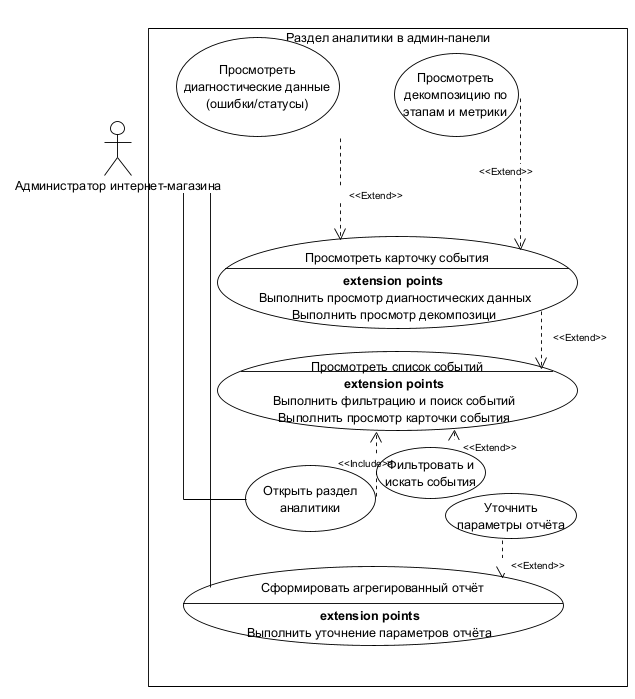 Раздел аналитики в админ-панели
Просмотреть
диагностические данные
(ошибки/статусы)
Просмотреть
декомпозицию по
этапам и метрики
Администратор интернет-магазина
<<Extend>>
<<Extend>>
Просмотреть карточку события
extension points
Выполнить просмотр диагностических данных
Выполнить просмотр декомпозици
<<Extend>>
Просмотреть список событий
extension points
Выполнить фильтрацию и поиск событий
Выполнить просмотр карточки события
<<Extend>>
<<Include>>
Фильтровать и
искать события
Открыть раздел
аналитики
Уточнить
параметры отчёта
<<Extend>>
Сформировать агрегированный отчёт
extension points
Выполнить уточнение параметров отчёта